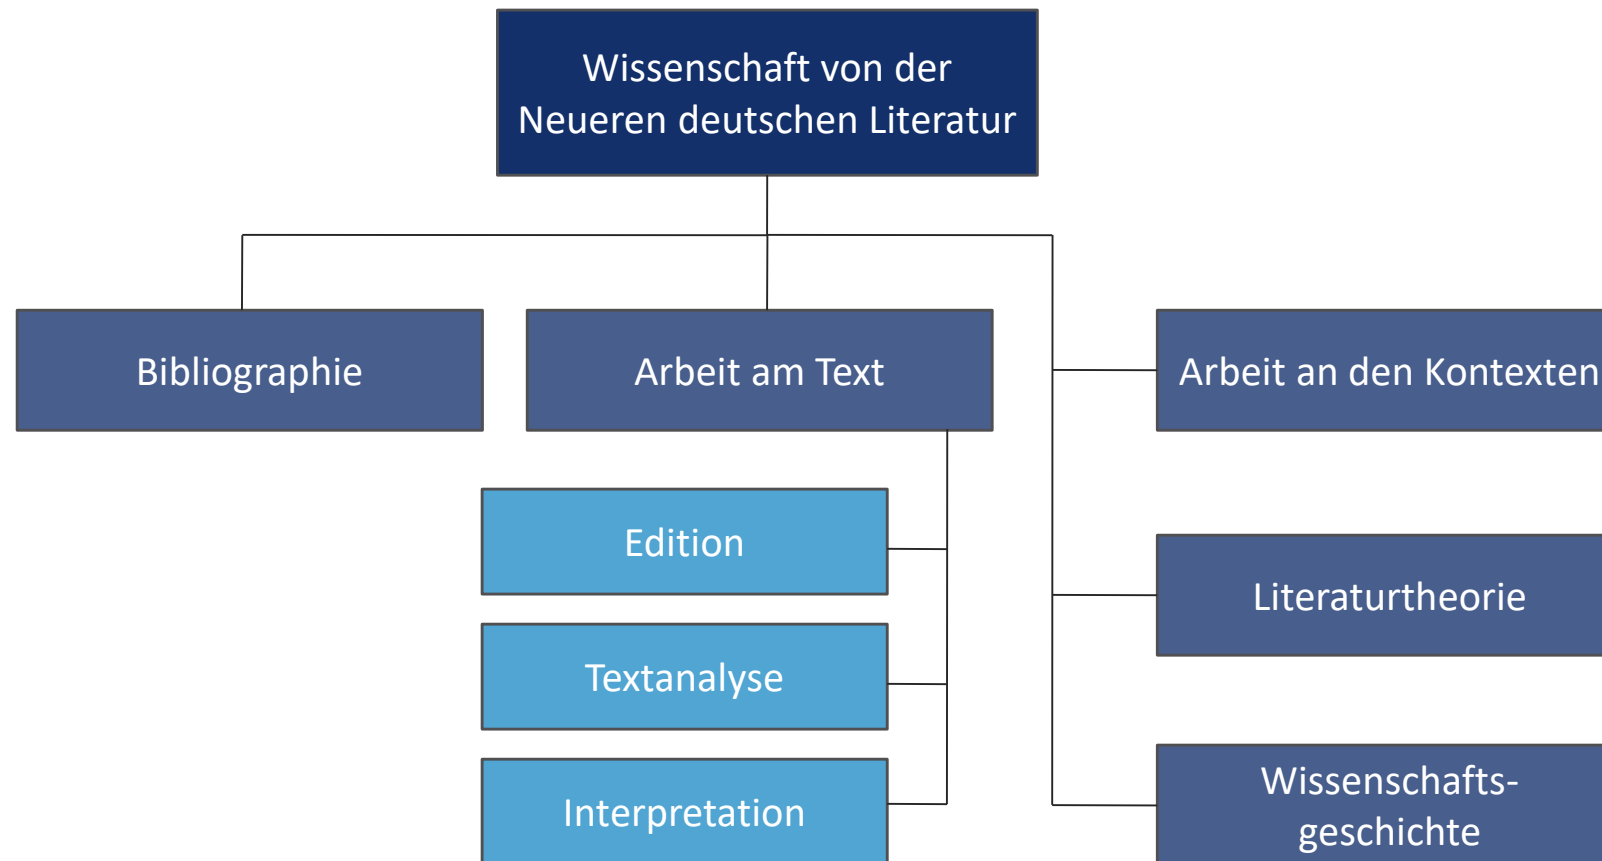 Wissenschaft von der
Neueren deutschen Literatur
Bibliographie
Arbeit am Text
Arbeit an den Kontexten
Edition
Literaturtheorie
Textanalyse
Interpretation
Wissenschafts-
geschichte